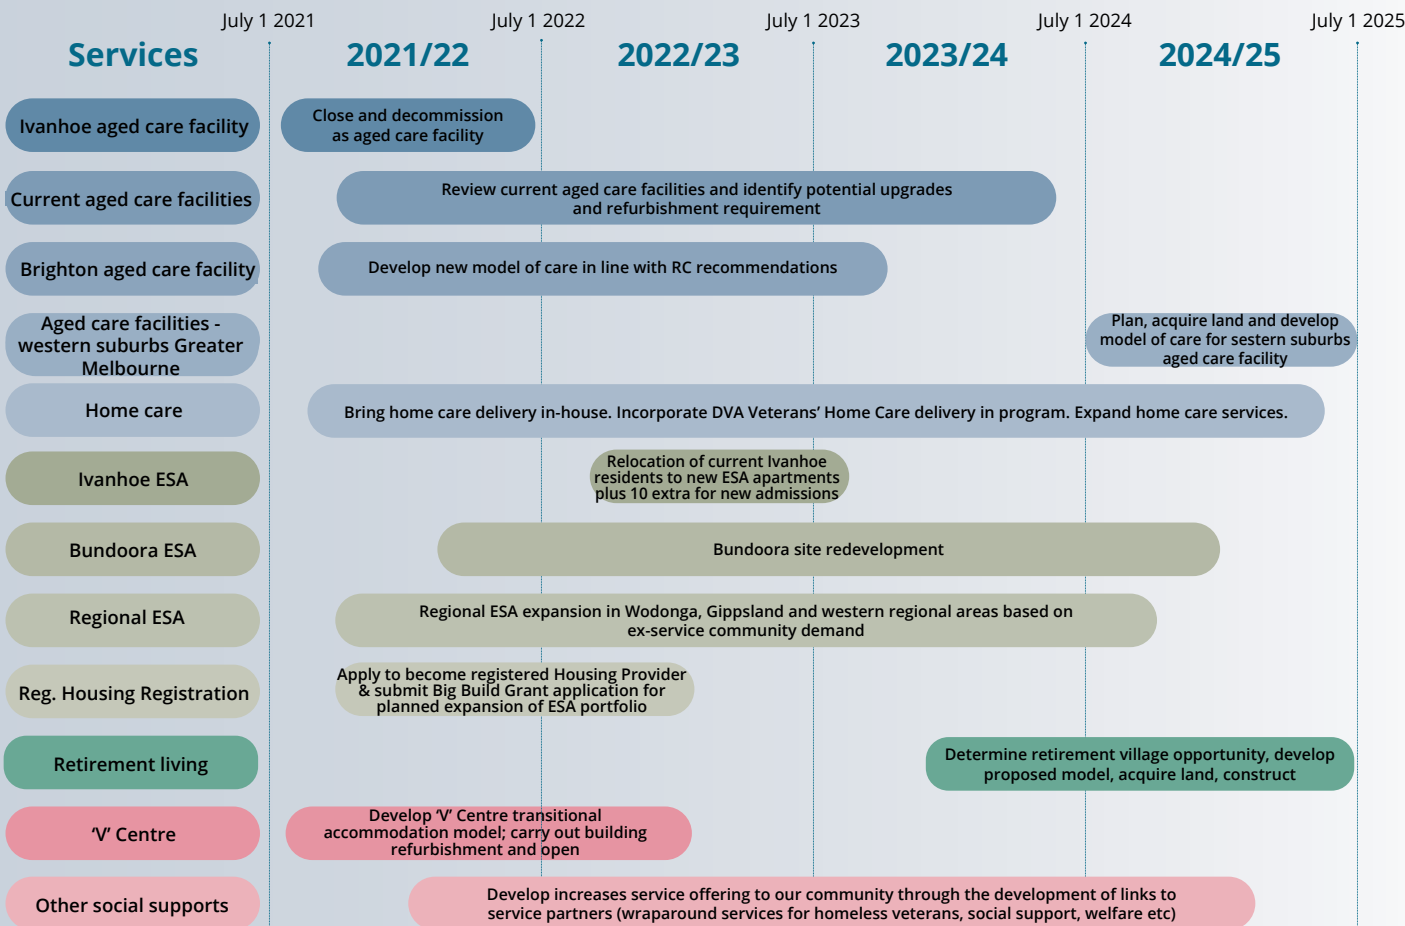 July 1 2021
July 1 2022
July 1 2023
July 1 2024
July 1 2025
Services
2021/22
2022/23
2023/24
2024/25
Ivanhoe aged care facility
Close and decommission
as aged care facility
Current aged care facilities
Review current aged care facilities and identify potential upgrades
and refurbishment requirement
Brighton aged care facility
Develop new model of care in line with RC recommendations
Aged care facilities -
western suburbs Greater
Melbourne
Plan, acquire land and develop
model of care for sestern suburbs
aged care facility
Home care
Bring home care delivery in-house. Incorporate DVA Veterans’ Home Care delivery in program. Expand home care services.
Ivanhoe ESA
Relocation of current Ivanhoe
residents to new ESA apartments
plus 10 extra for new admissions
Bundoora ESA
Bundoora site redevelopment
Regional ESA
Regional ESA expansion in Wodonga, Gippsland and western regional areas based on
ex-service community demand
Reg. Housing Registration
Apply to become registered Housing Provider
& submit Big Build Grant application for
planned expansion of ESA portfolio
Retirement living
Determine retirement village opportunity, develop
proposed model, acquire land, construct
‘V’ Centre
Develop ‘V’ Centre transitional
accommodation model; carry out building
refurbishment and open
Other social supports
Develop increases service offering to our community through the development of links to
service partners (wraparound services for homeless veterans, social support, welfare etc)